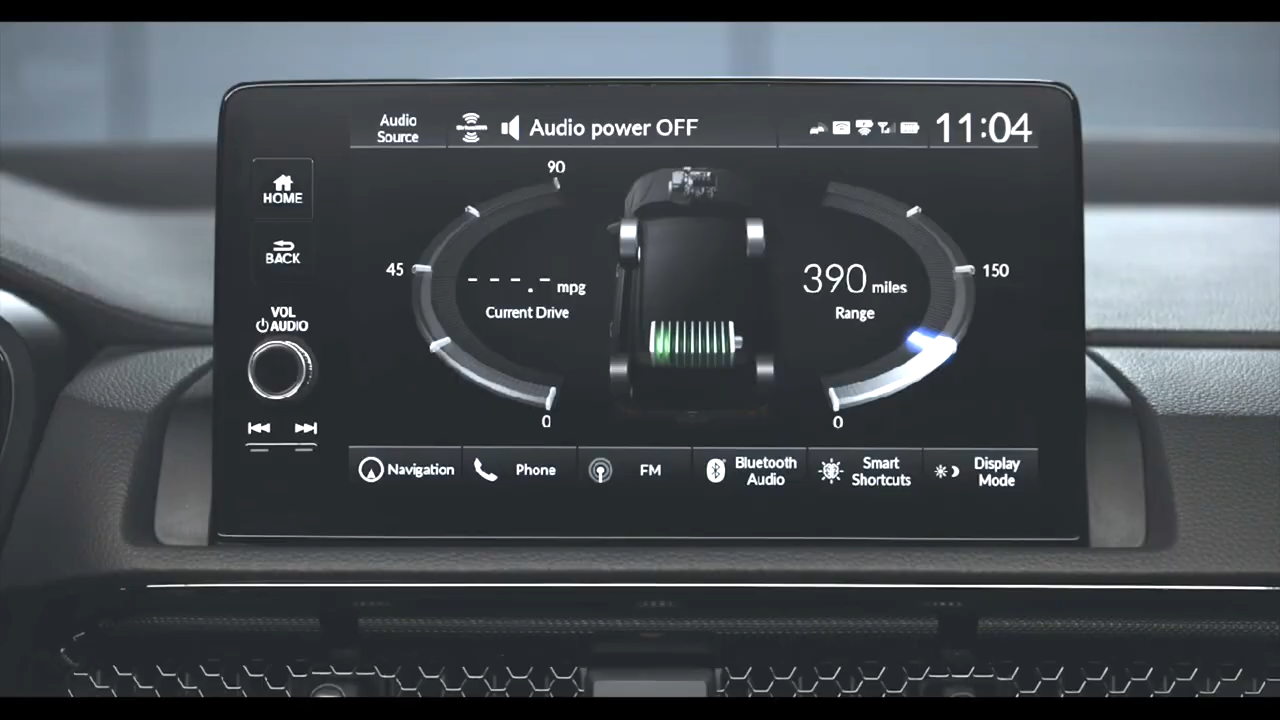 Audio
Source
Audio power OFF
11:04
HOME
BACK
VOL
AUDIO
90
45
0
--.- mpg
Current Drive
390 miles
Range
150
0
Navigation
Phone
FM
Bluetooth
Audio
Smart
Shortcuts
Display
Mode